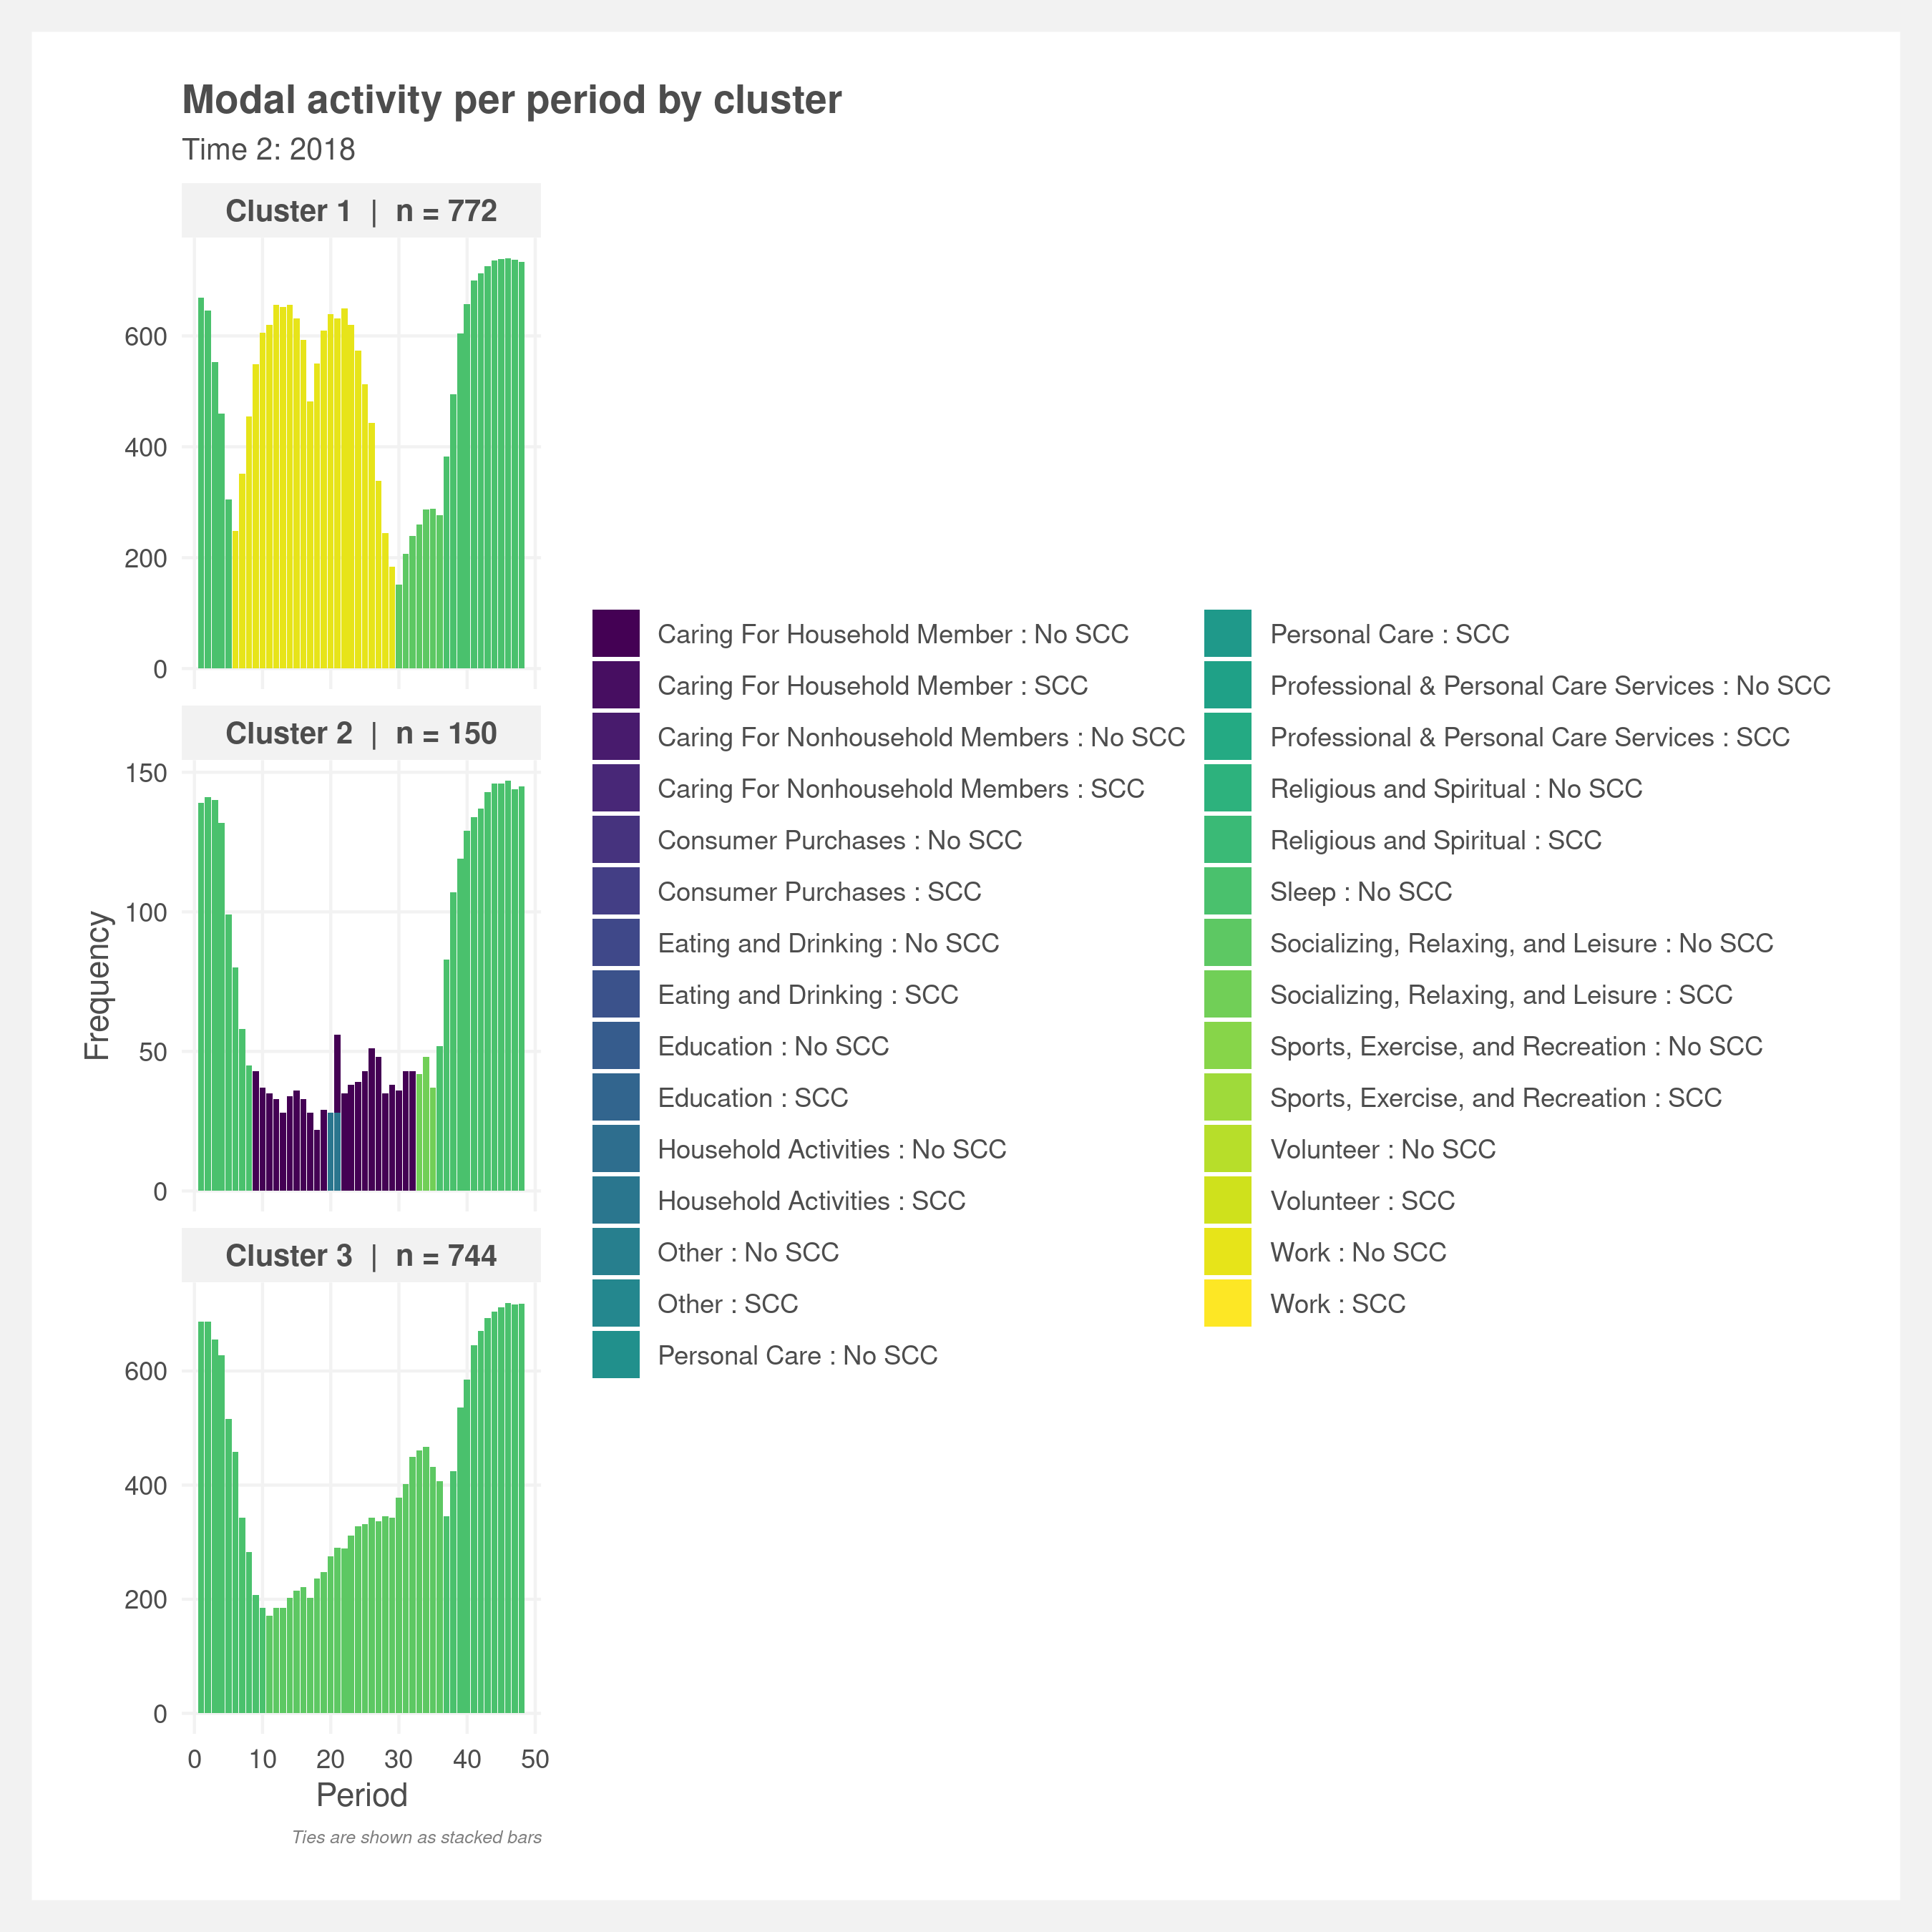 Modal activity per period by cluster
Time 2: 2018
Cluster 1 | n = 772
600
400
200
0
Cluster 2 | n = 150
150
100
50
0
Cluster 3 | n = 744
600
400
200
0
0 10 20 30 40 50
Frequency
Period
Ties are shown as stacked bars
Caring For Household Member : No SCC
Caring For Household Member : SCC
Caring For Nonhousehold Members : No SCC
Caring For Nonhousehold Members : SCC
Consumer Purchases : No SCC
Consumer Purchases : SCC
Eating and Drinking : No SCC
Eating and Drinking : SCC
Education : No SCC
Education : SCC
Household Activities : No SCC
Household Activities : SCC
Other : No SCC
Other : SCC
Personal Care : No SCC
Personal Care : SCC
Professional & Personal Care Services : No SCC
Professional & Personal Care Services : SCC
Religious and Spiritual : No SCC
Religious and Spiritual : SCC
Sleep : No SCC
Socializing, Relaxing, and Leisure : No SCC
Socializing, Relaxing, and Leisure : SCC
Sports, Exercise, and Recreation : No SCC
Sports, Exercise, and Recreation : SCC
Volunteer : No SCC
Volunteer : SCC
Work : No SCC
Work : SCC